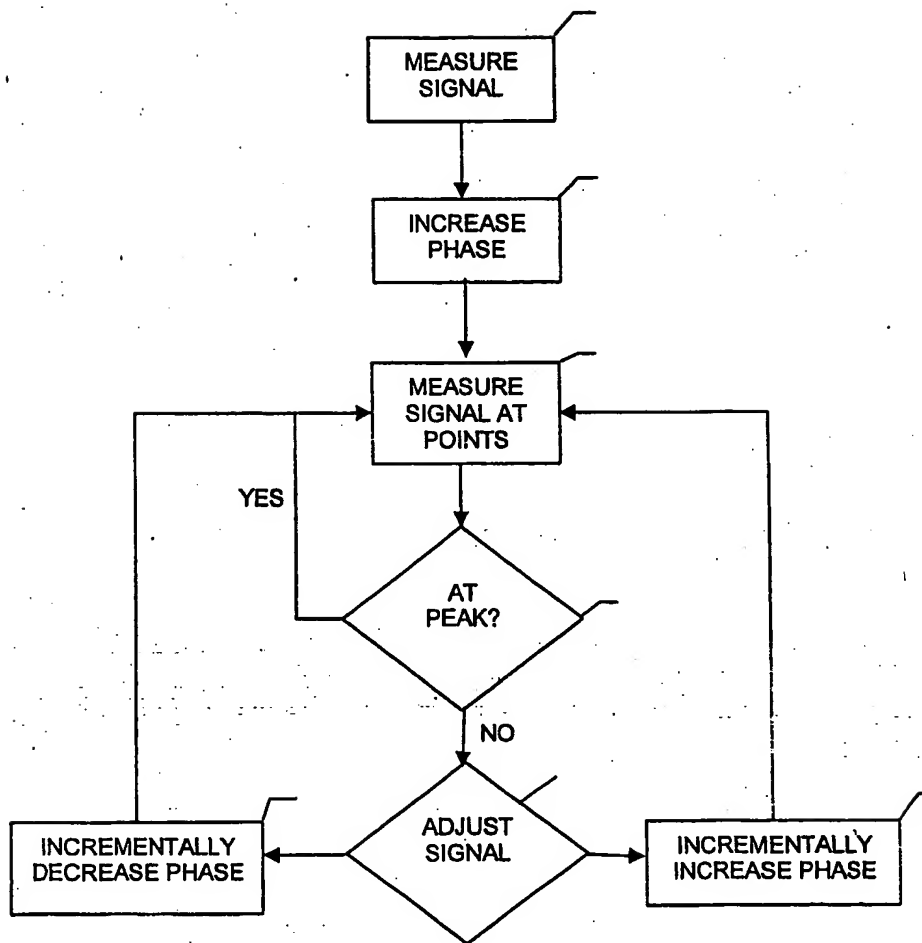 MEASURE
SIGNAL
INCREASE
PHASE
MEASURE
SIGNAL AT
POINTS
YES
AT
PEAK?
NO
ADJUST
SIGNAL
INCREMENTALLY
DECREASE PHASE
INCREMENTALLY
INCREASE PHASE